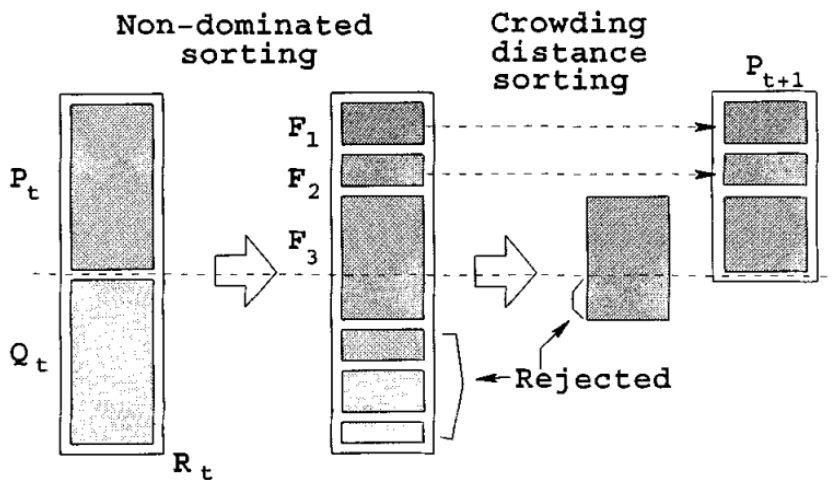 Non-dominated
sorting
Crowding
distance
sorting
P_{t+1}
P_t
F_1
F_2
F_3
Q_t
Rejected
R_t